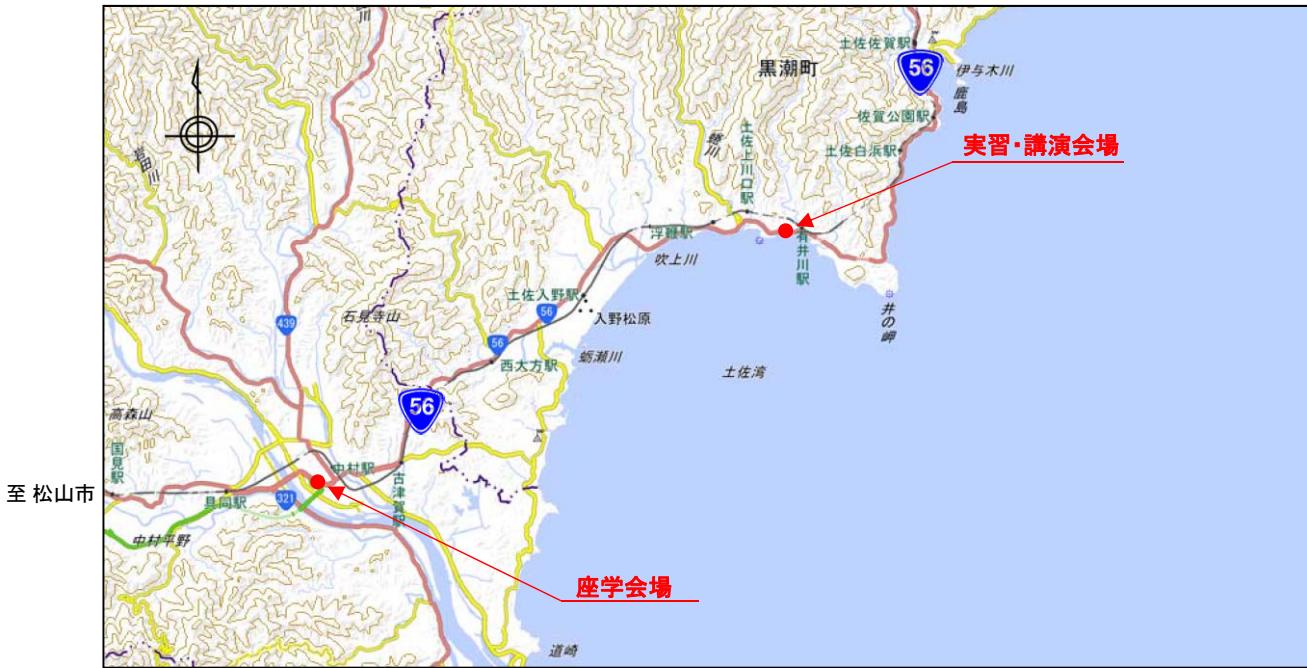 土佐佐賀駅
黒潮町
56
伊与木川
鹿島
佐賀公園駅
実習・講演会場
土佐白浜駅
土佐上川口駅
蜷川
岩田川
浮鞭駅
有井川駅
吹上川
土佐入野駅
井の岬
439
石見寺山
56
入野松原
56
蛎瀬川
西大方駅
土佐湾
56
高森山
国見駅
中村駅
古津賀駅
至 松山市
具同駅
321
中村平野
座学会場
道崎